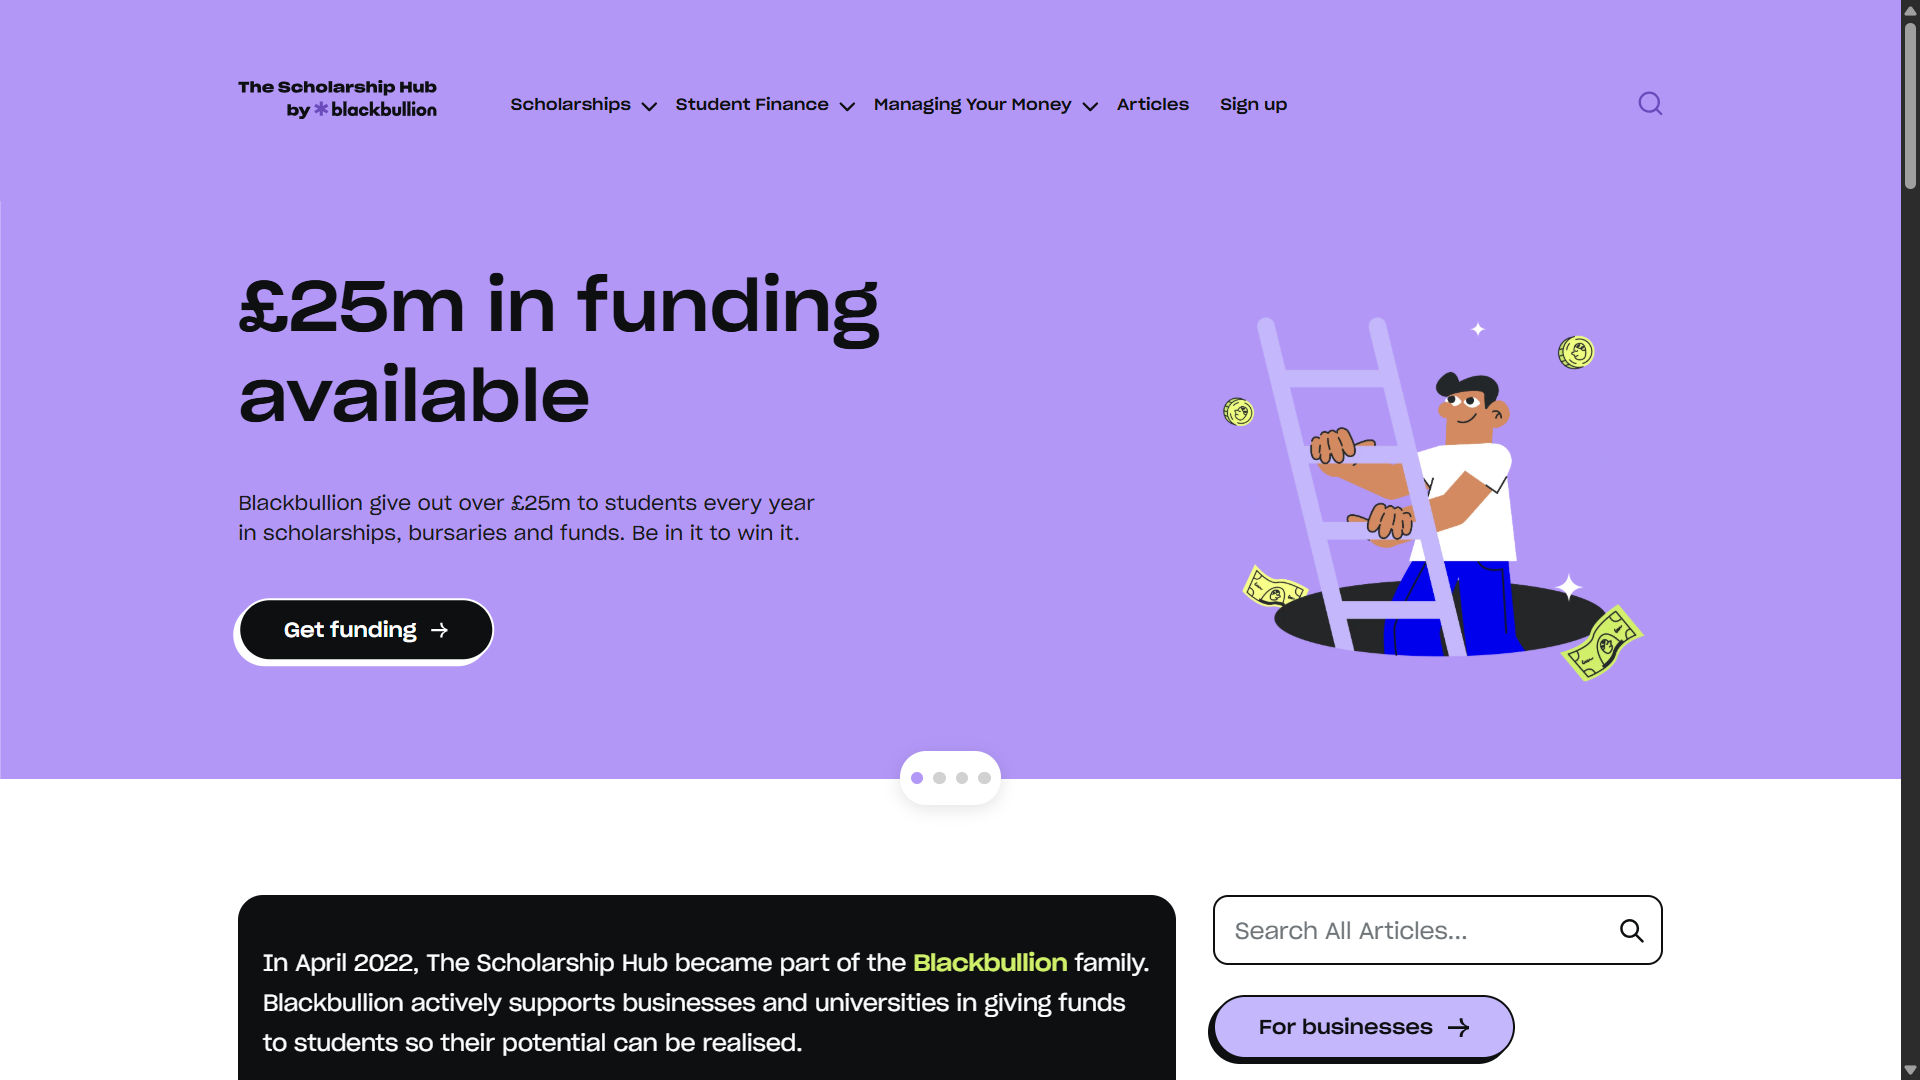 The Scholarship Hub
by blackbullion
Scholarships
Student Finance
Managing Your Money
Articles
Sign up
£25m in funding
available
Blackbullion give out over £25m to students every year
in scholarships, bursaries and funds. Be in it to win it.
Get funding
In April 2022, The Scholarship Hub became part of the Blackbullion family.
Blackbullion actively supports businesses and universities in giving funds
to students so their potential can be realised.
Search All Articles...
For businesses